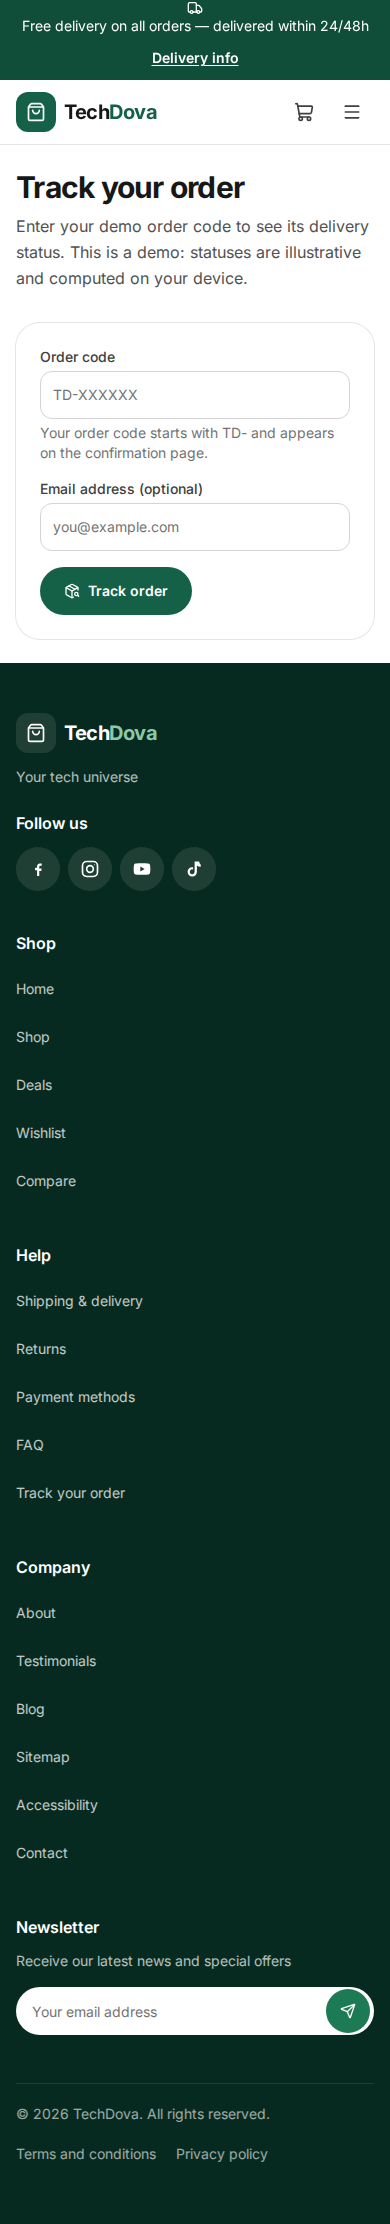 Free delivery on all orders — delivered within 24/48h
Delivery info
TechDova
Track your order
Enter your demo order code to see its delivery
status. This is a demo: statuses are illustrative
and computed on your device.
Order code
TD-XXXXXX
Your order code starts with TD- and appears
on the confirmation page.
Email address (optional)
you@example.com
Track order
TechDova
Your tech universe
Follow us
Shop
Home
Shop
Deals
Wishlist
Compare
Help
Shipping & delivery
Returns
Payment methods
FAQ
Track your order
Company
About
Testimonials
Blog
Sitemap
Accessibility
Contact
Newsletter
Receive our latest news and special offers
Your email address
© 2026 TechDova. All rights reserved.
Terms and conditions Privacy policy